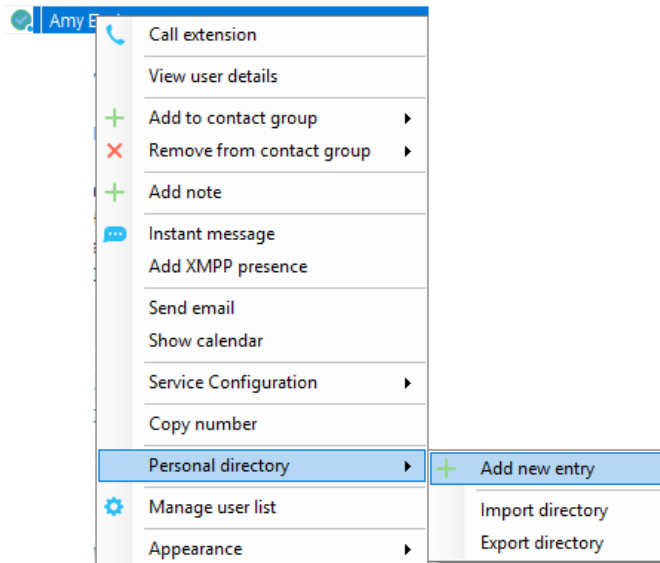 Amy
Call extension
View user details
Add to contact group
Remove from contact group
Add note
Instant message
Add XMPP presence
Send email
Show calendar
Service Configuration
Copy number
Personal directory
Add new entry
Manage user list
Import directory
Export directory
Appearance